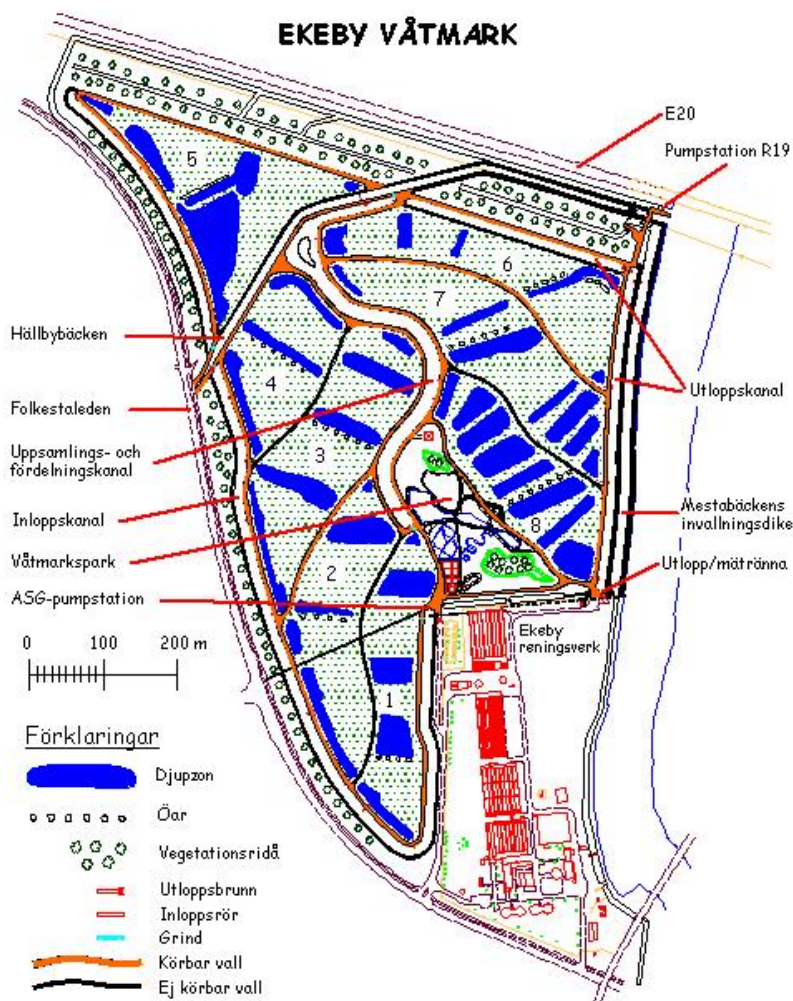 EKEBY VÅTMARK
E20
Pumpstation R19
5
6
7
Hällbybäcken
4
Utloppskanal
Folkestaleden
3
Uppsamlings- och
fördelningskanal
Mestabäckens
invallningsdike
Inloppskanal
8
Våtmarkspark
2
Utlopp/mätränna
ASG-pumpstation
Ekeby
reningsverk
0 100 200 m
1
Förklaringar
Djupzon
Öar
Vegetationsridå
Utloppsbrunn
Inloppsrör
Grind
Körbar vall
Ej körbar vall